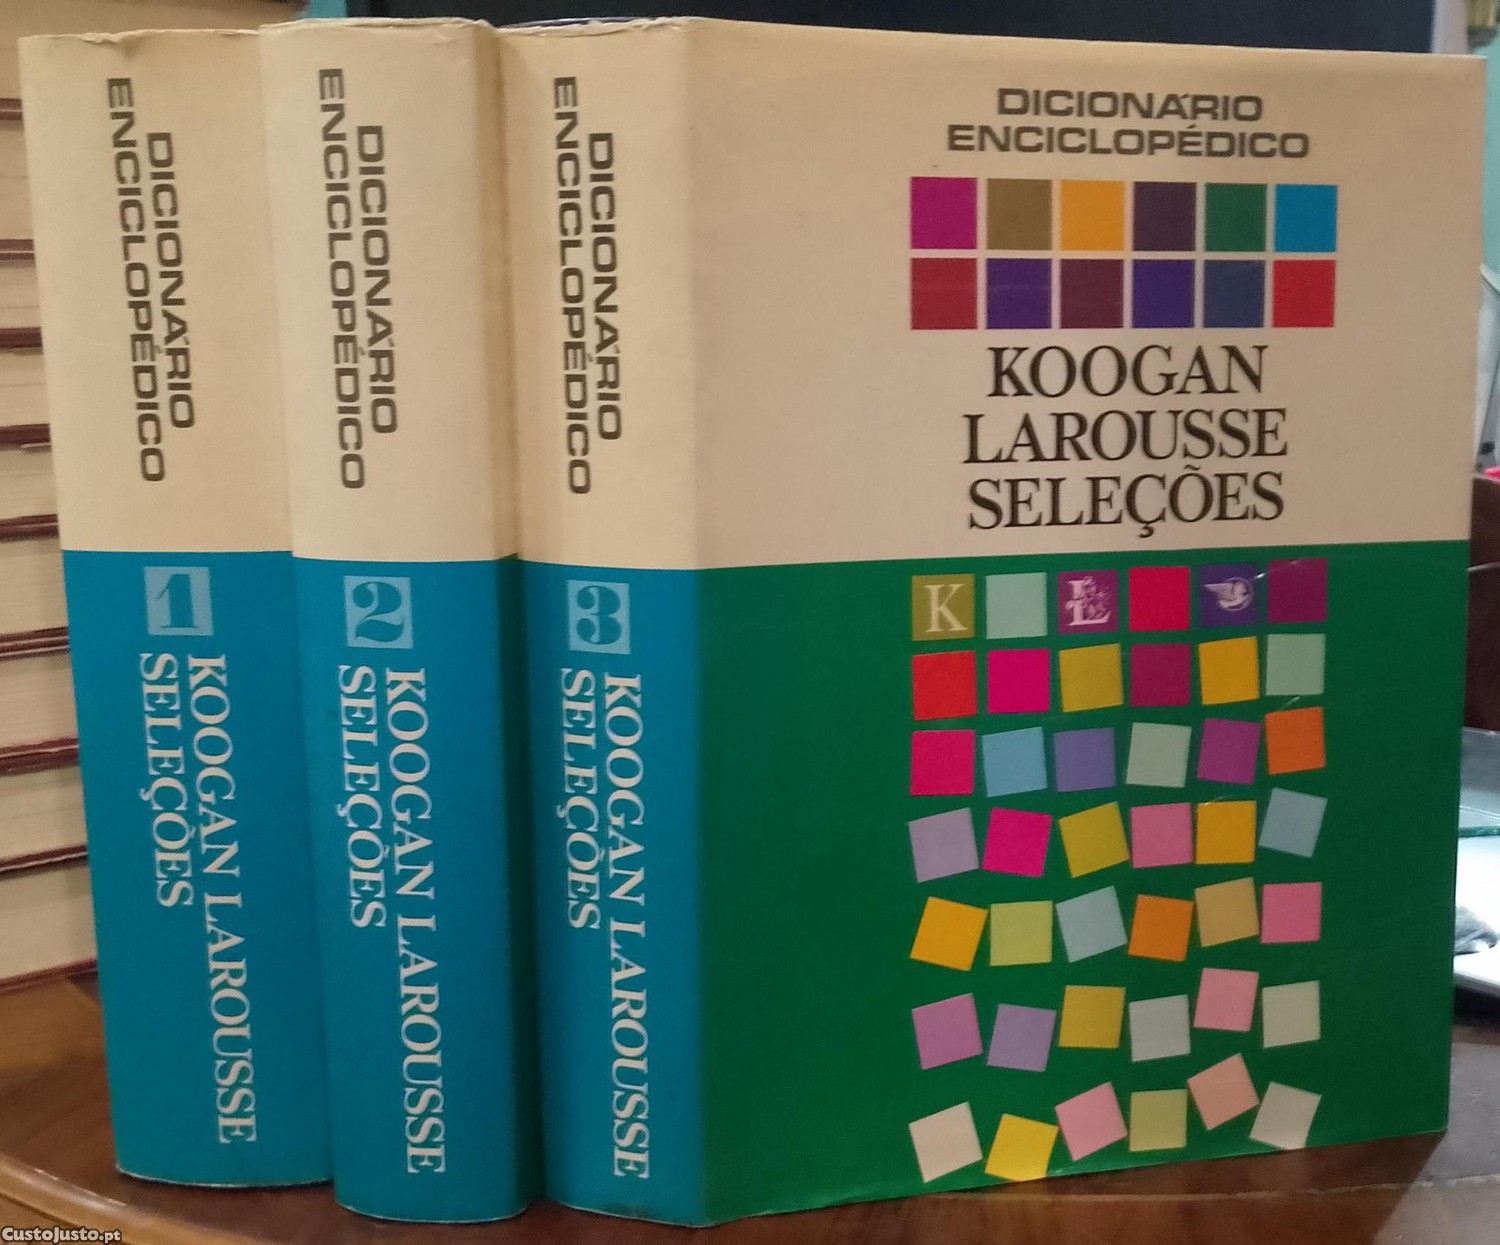 DICIONÁRIO
ENCICLOPÉDICO
1
KOOGAN LAROUSSE
SELEÇÕES
DICIONÁRIO
ENCICLOPÉDICO
2
KOOGAN LAROUSSE
SELEÇÕES
DICIONÁRIO
ENCICLOPÉDICO
3
KOOGAN LAROUSSE
SELEÇÕES
DICIONÁRIO
ENCICLOPÉDICO
KOOGAN
LAROUSSE
SELEÇÕES
K
L
CustoJusto.pt